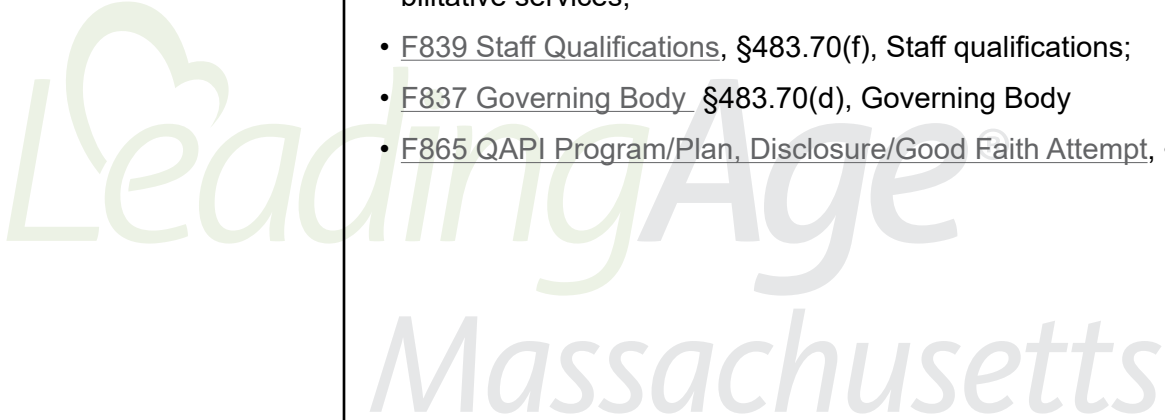 bilitative services;
• F839 Staff Qualifications, §483.70(f), Staff qualifications;
• F837 Governing Body §483.70(d), Governing Body
• F865 QAPI Program/Plan, Disclosure/Good Faith Attempt,
LeadingAge®
Massachusetts